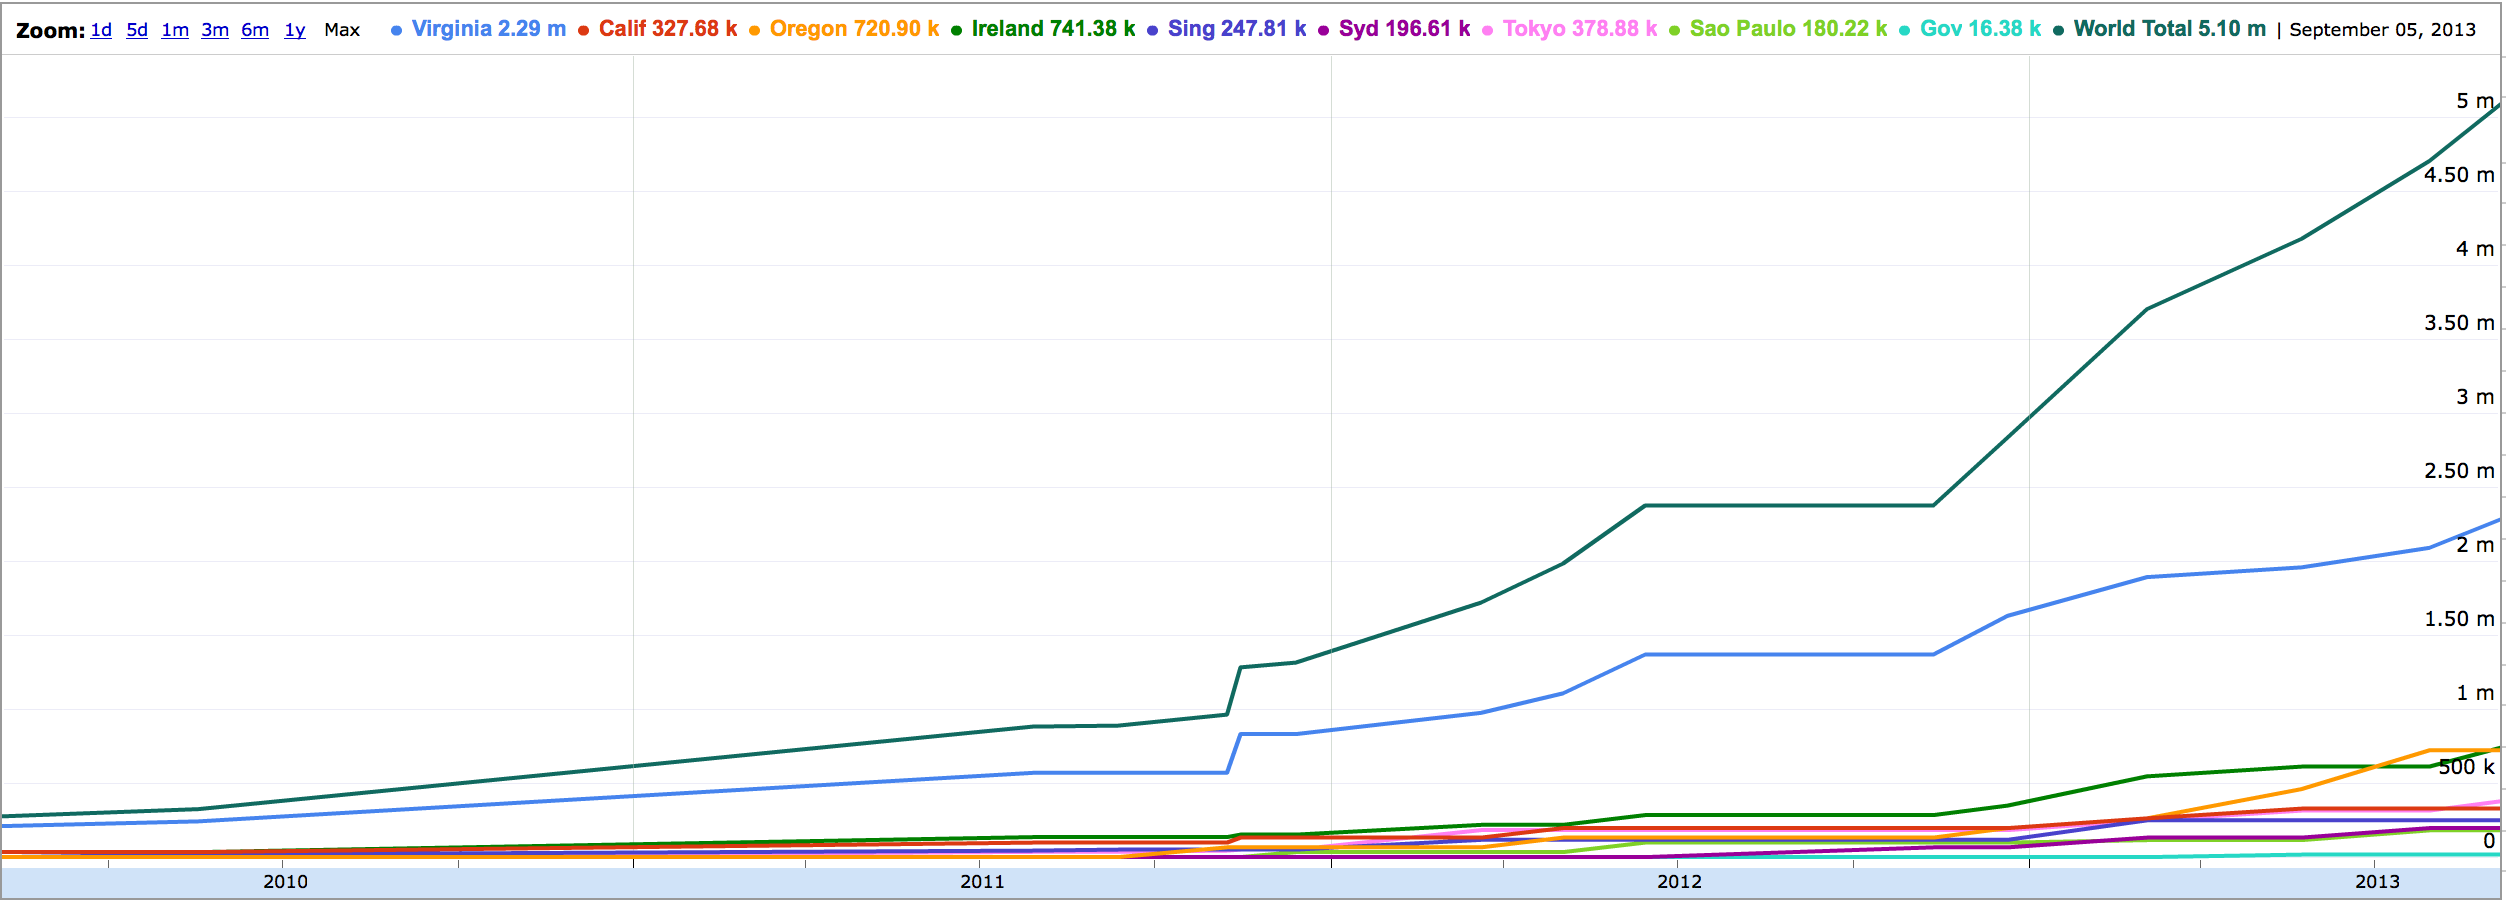 Zoom: 1d 5d 1m 3m 6m 1y Max Virginia 2.29 m Calif 327.68 k Oregon 720.90 k Ireland 741.38 k Sing 247.81 k Syd 196.61 k Tokyo 378.88 k Sao Paulo 180.22 k Gov 16.38 k World Total 5.10 m | September 05, 2013
5 m
4.50 m
4 m
3.50 m
3 m
2.50 m
2 m
1.50 m
1 m
500 k
0
2010 2011 2012 2013